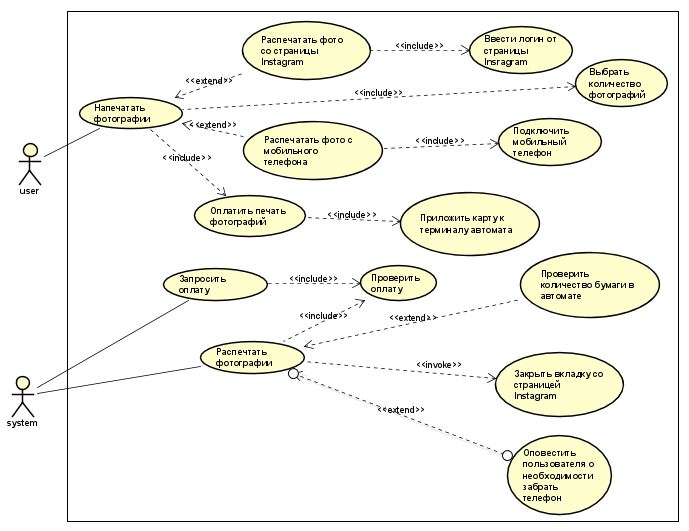 Распечатать фото
со страницы
Instagram
<<include>>
Ввести логин от
страницы
Insragram
<<extend>>
<<include>>
Выбрать
количество
фотографий
Напечатать
фотографии
<<extend>>
Распечатать фото с
мобильного
телефона
<<include>>
Подключить
мобильный
телефон
<<include>>
user
Оплатить печать
фотографий
<<include>>
Приложить карту к
терминалу автомата
Запросить
оплату
<<include>>
Проверить
оплату
Проверить
количество бумаги в
автомате
<<include>>
<<extend>>
Распечтать
фотографии
<<invoke>>
Закрыть вкладку со
страницей
Instagram
system
<<extend>>
Оповестить
пользователя о
необходимости
забрать
телефон